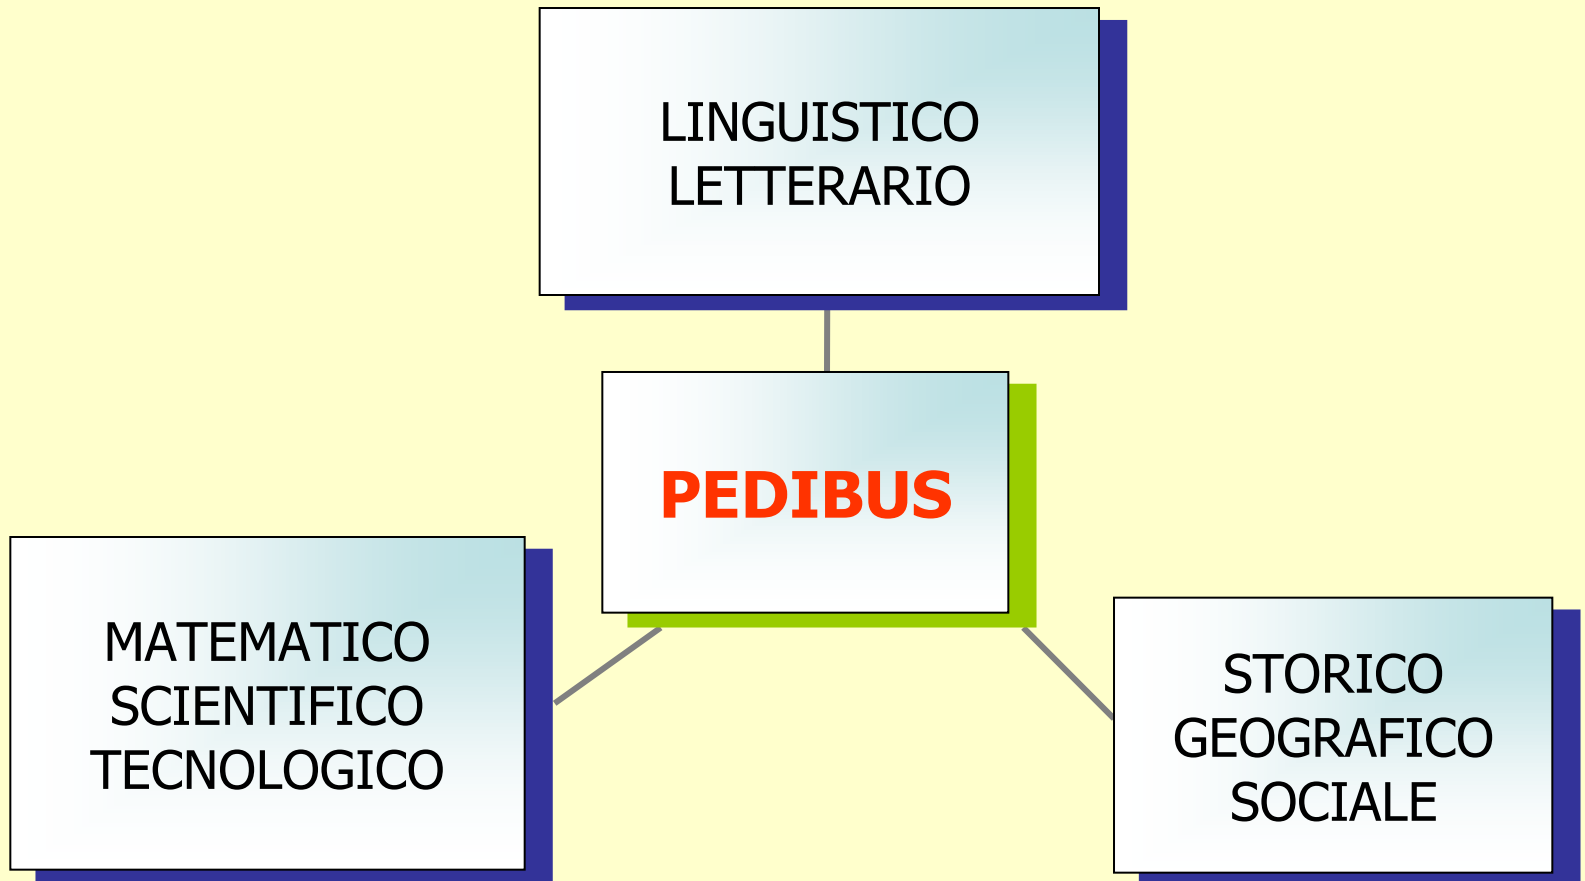 LINGUISTICO
LETTERARIO
PEDIBUS
MATEMATICO
SCIENTIFICO
TECNOLOGICO
STORICO
GEOGRAFICO
SOCIALE